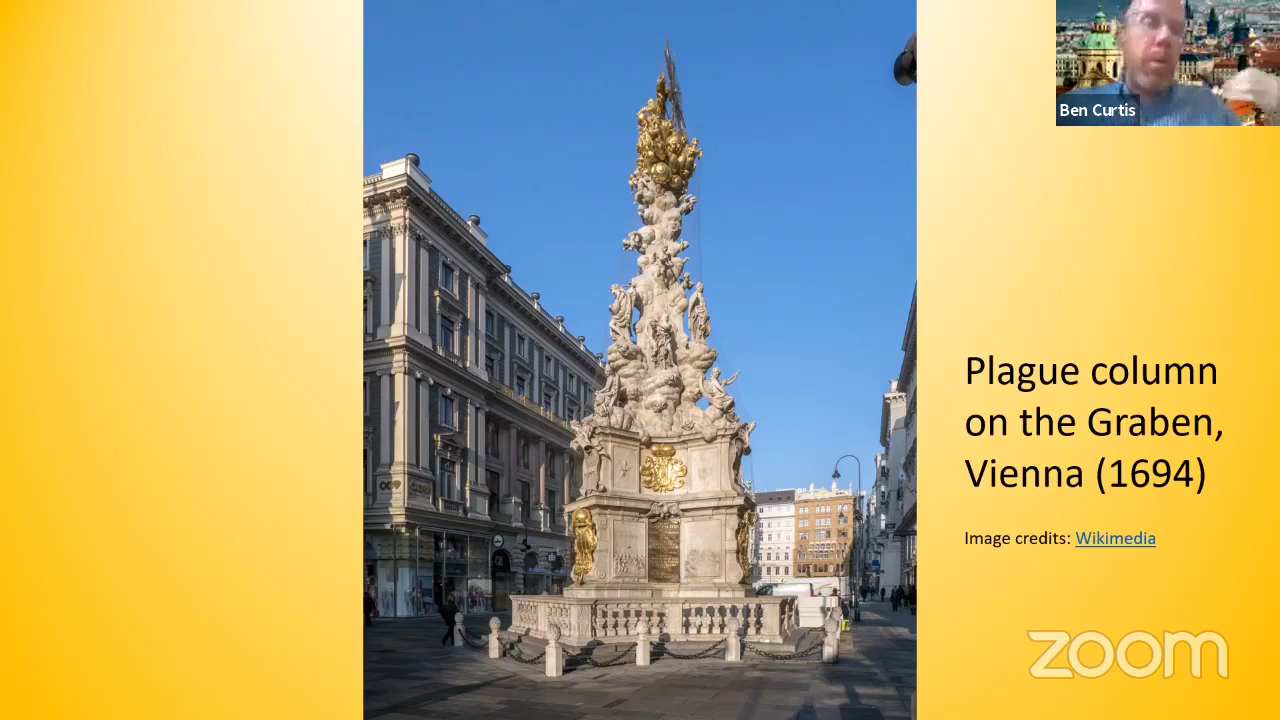 Ben Curtis
Plague column
on the Graben,
Vienna (1694)
Image credits: Wikimedia
zoom